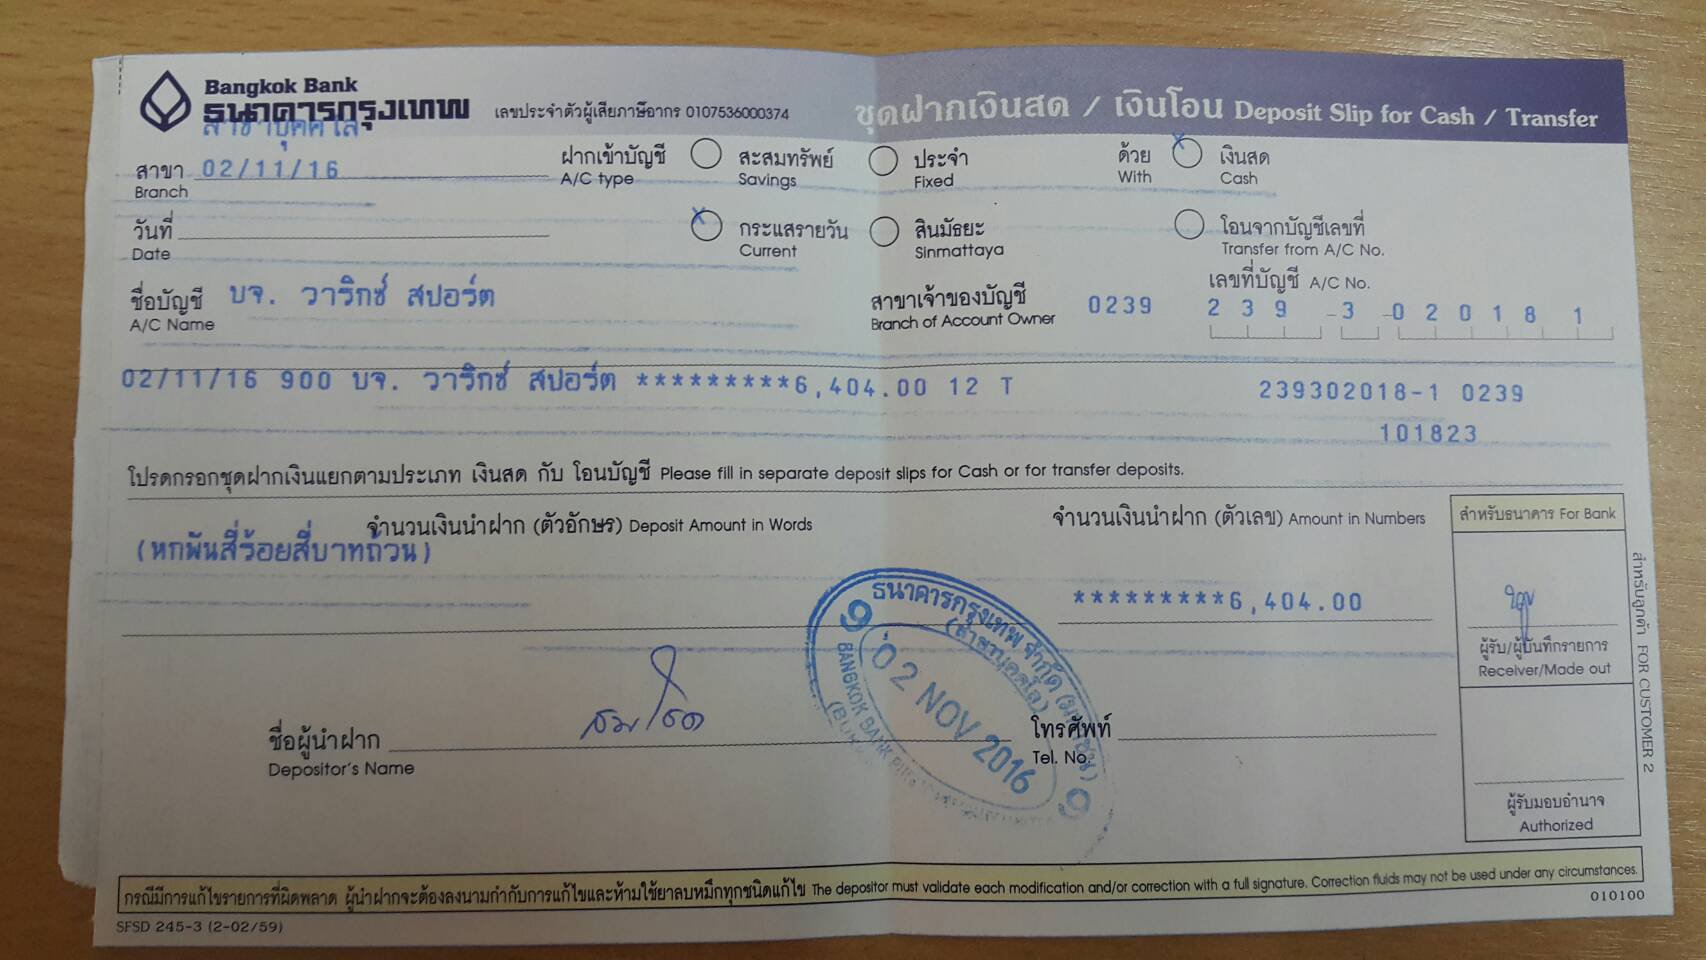 Bangkok Bank
ธนาคารกรุงเทพ เลขประจำตัวผู้เสียภาษีอากร 0107536000374 ชุดฝากเงินสด / เงินโอน Deposit Slip for Cash / Transfer
สาขาบุคคโล
สาขา 02/11/16 ฝากเข้าบัญชี สะสมทรัพย์ ประจำ ด้วย x เงินสด
Branch A/C type Savings Fixed With Cash
วันที่ x กระแสรายวัน สินมัธยะ โอนจากบัญชีเลขที่
Date Current Sinmattaya Transfer from A/C No.
ชื่อบัญชี บจ. วาริกซ์ สปอร์ต สาขาเจ้าของบัญชี 0239 เลขที่บัญชี A/C No.
A/C Name Branch of Account Owner 2 3 9 - 3 - 0 2 0 1 8 1
02/11/16 900 บจ. วาริกซ์ สปอร์ต *********6,404.00 12 T 239302018-1 0239
101823
โปรดกรอกชุดฝากเงินแยกตามประเภท เงินสด กับ โอนบัญชี Please fill in separate deposit slips for Cash or for transfer deposits.
จำนวนเงินนำฝาก (ตัวอักษร) Deposit Amount in Words จำนวนเงินนำฝาก (ตัวเลข) Amount in Numbers สำหรับธนาคาร For Bank
(หกพันสี่ร้อยสี่บาทถ้วน)
*********6,404.00
ผู้รับ/ผู้บันทึกรายการ
Receiver/Made out
ธนาคารกรุงเทพ จำกัด (มหาชน)
(สาขาบุคคโล)
9 02 NOV 2016 9
BANGKOK BANK
ชื่อผู้นำฝาก สมโชค โทรศัพท์
Depositor's Name Tel. No.
ผู้รับมอบอำนาจ
Authorized
สำหรับลูกค้า FOR CUSTOMER 2
กรณีมีการแก้ไขรายการที่ผิดพลาด ผู้นำฝากจะต้องลงนามกำกับการแก้ไขและห้ามใช้ยาลบหมึกทุกชนิดแก้ไข The depositor must validate each modification and/or correction with a full signature. Correction fluids may not be used under any circumstances.
SFSD 245-3 (2-02/59) 010100